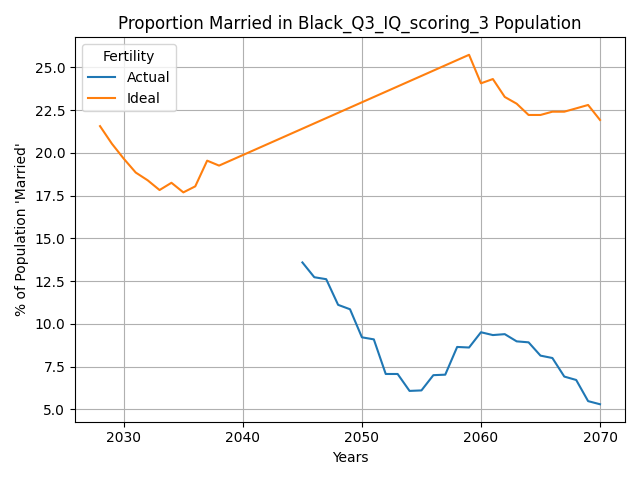 Proportion Married in Black_Q3_IQ_scoring_3 Population
Fertility
Actual
Ideal
25.0
22.5
20.0
17.5
15.0
12.5
10.0
7.5
5.0
% of Population 'Married'
2030
2040
2050
2060
2070
Years